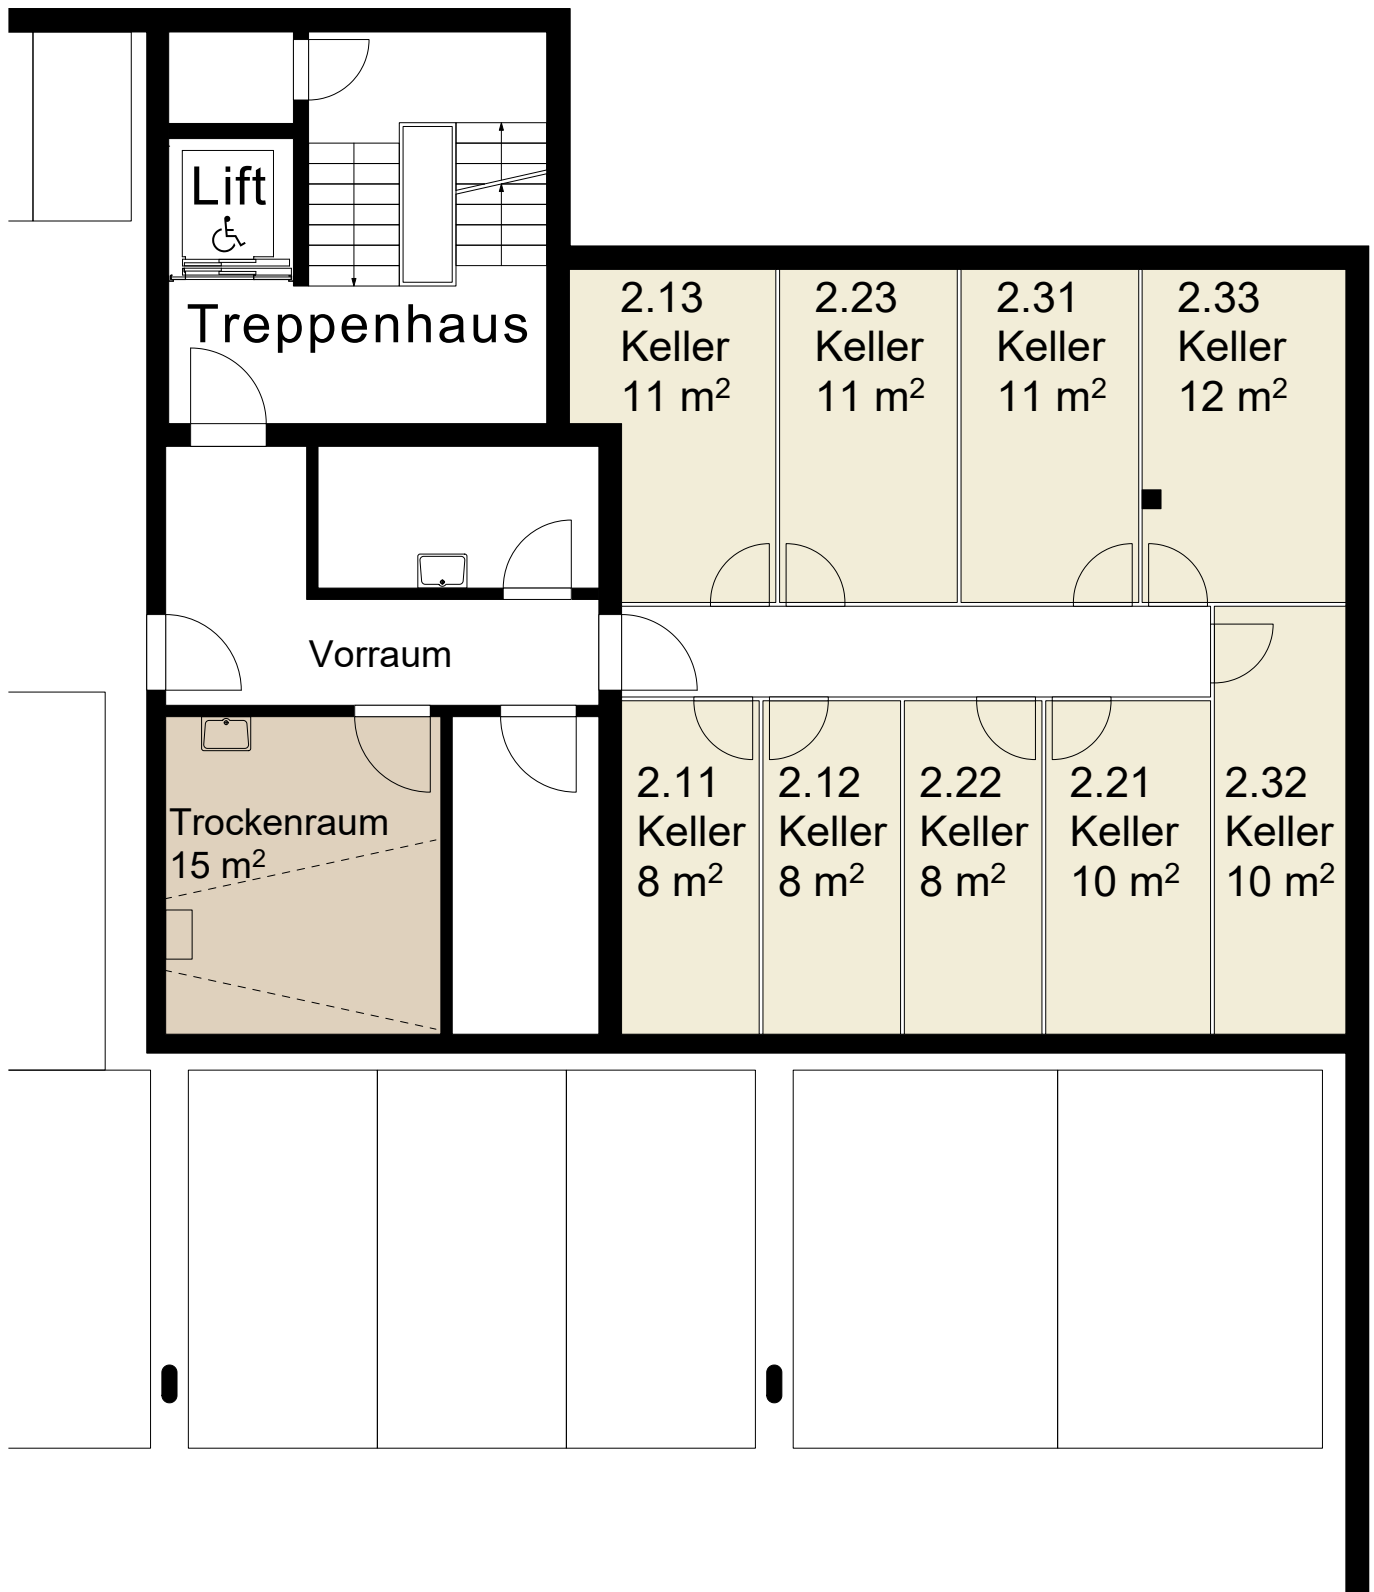 Lift
Treppenhaus
2.13
Keller
11 m²
2.23
Keller
11 m²
2.31
Keller
11 m²
2.33
Keller
12 m²
Vorraum
Trockenraum
15 m²
2.11
Keller
8 m²
2.12
Keller
8 m²
2.22
Keller
8 m²
2.21
Keller
10 m²
2.32
Keller
10 m²